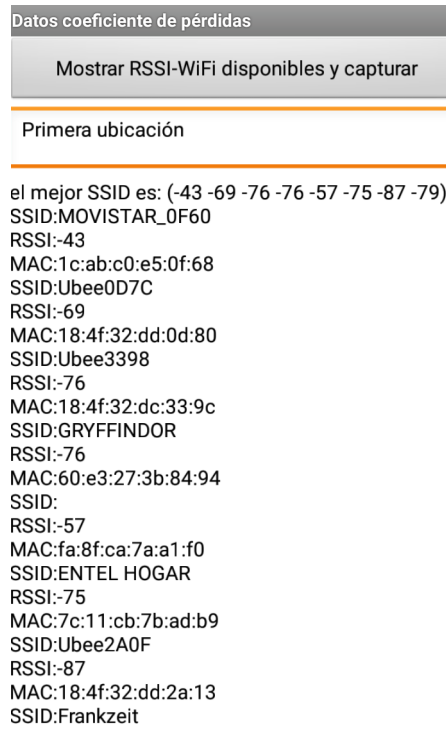 Datos coeficiente de pérdidas
Mostrar RSSI-WiFi disponibles y capturar
Primera ubicación
el mejor SSID es: (-43 -69 -76 -76 -57 -75 -87 -79)
SSID:MOVISTAR_0F60
RSSI:-43
MAC:1c:ab:c0:e5:0f:68
SSID:Ubee0D7C
RSSI:-69
MAC:18:4f:32:dd:0d:80
SSID:Ubee3398
RSSI:-76
MAC:18:4f:32:dc:33:9c
SSID:GRYFFINDOR
RSSI:-76
MAC:60:e3:27:3b:84:94
SSID:
RSSI:-57
MAC:fa:8f:ca:7a:a1:f0
SSID:ENTEL HOGAR
RSSI:-75
MAC:7c:11:cb:7b:ad:b9
SSID:Ubee2A0F
RSSI:-87
MAC:18:4f:32:dd:2a:13
SSID:Frankzeit